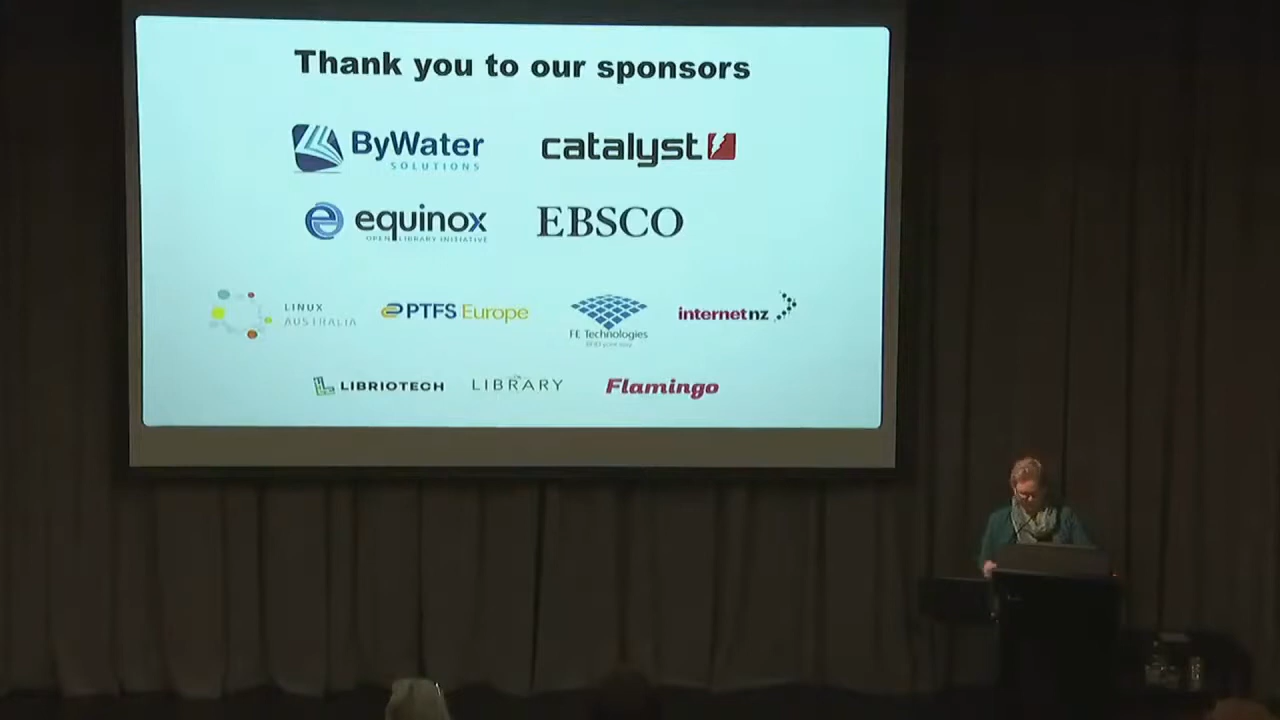 Thank you to our sponsors
ByWater
SOLUTIONS
catalyst
equinox
OPEN LIBRARY INITIATIVE
EBSCO
LINUX
AUSTRALIA
PTFS Europe
FE Technologies
internetnz
LIBRIOTECH
LIBRARY
Flamingo